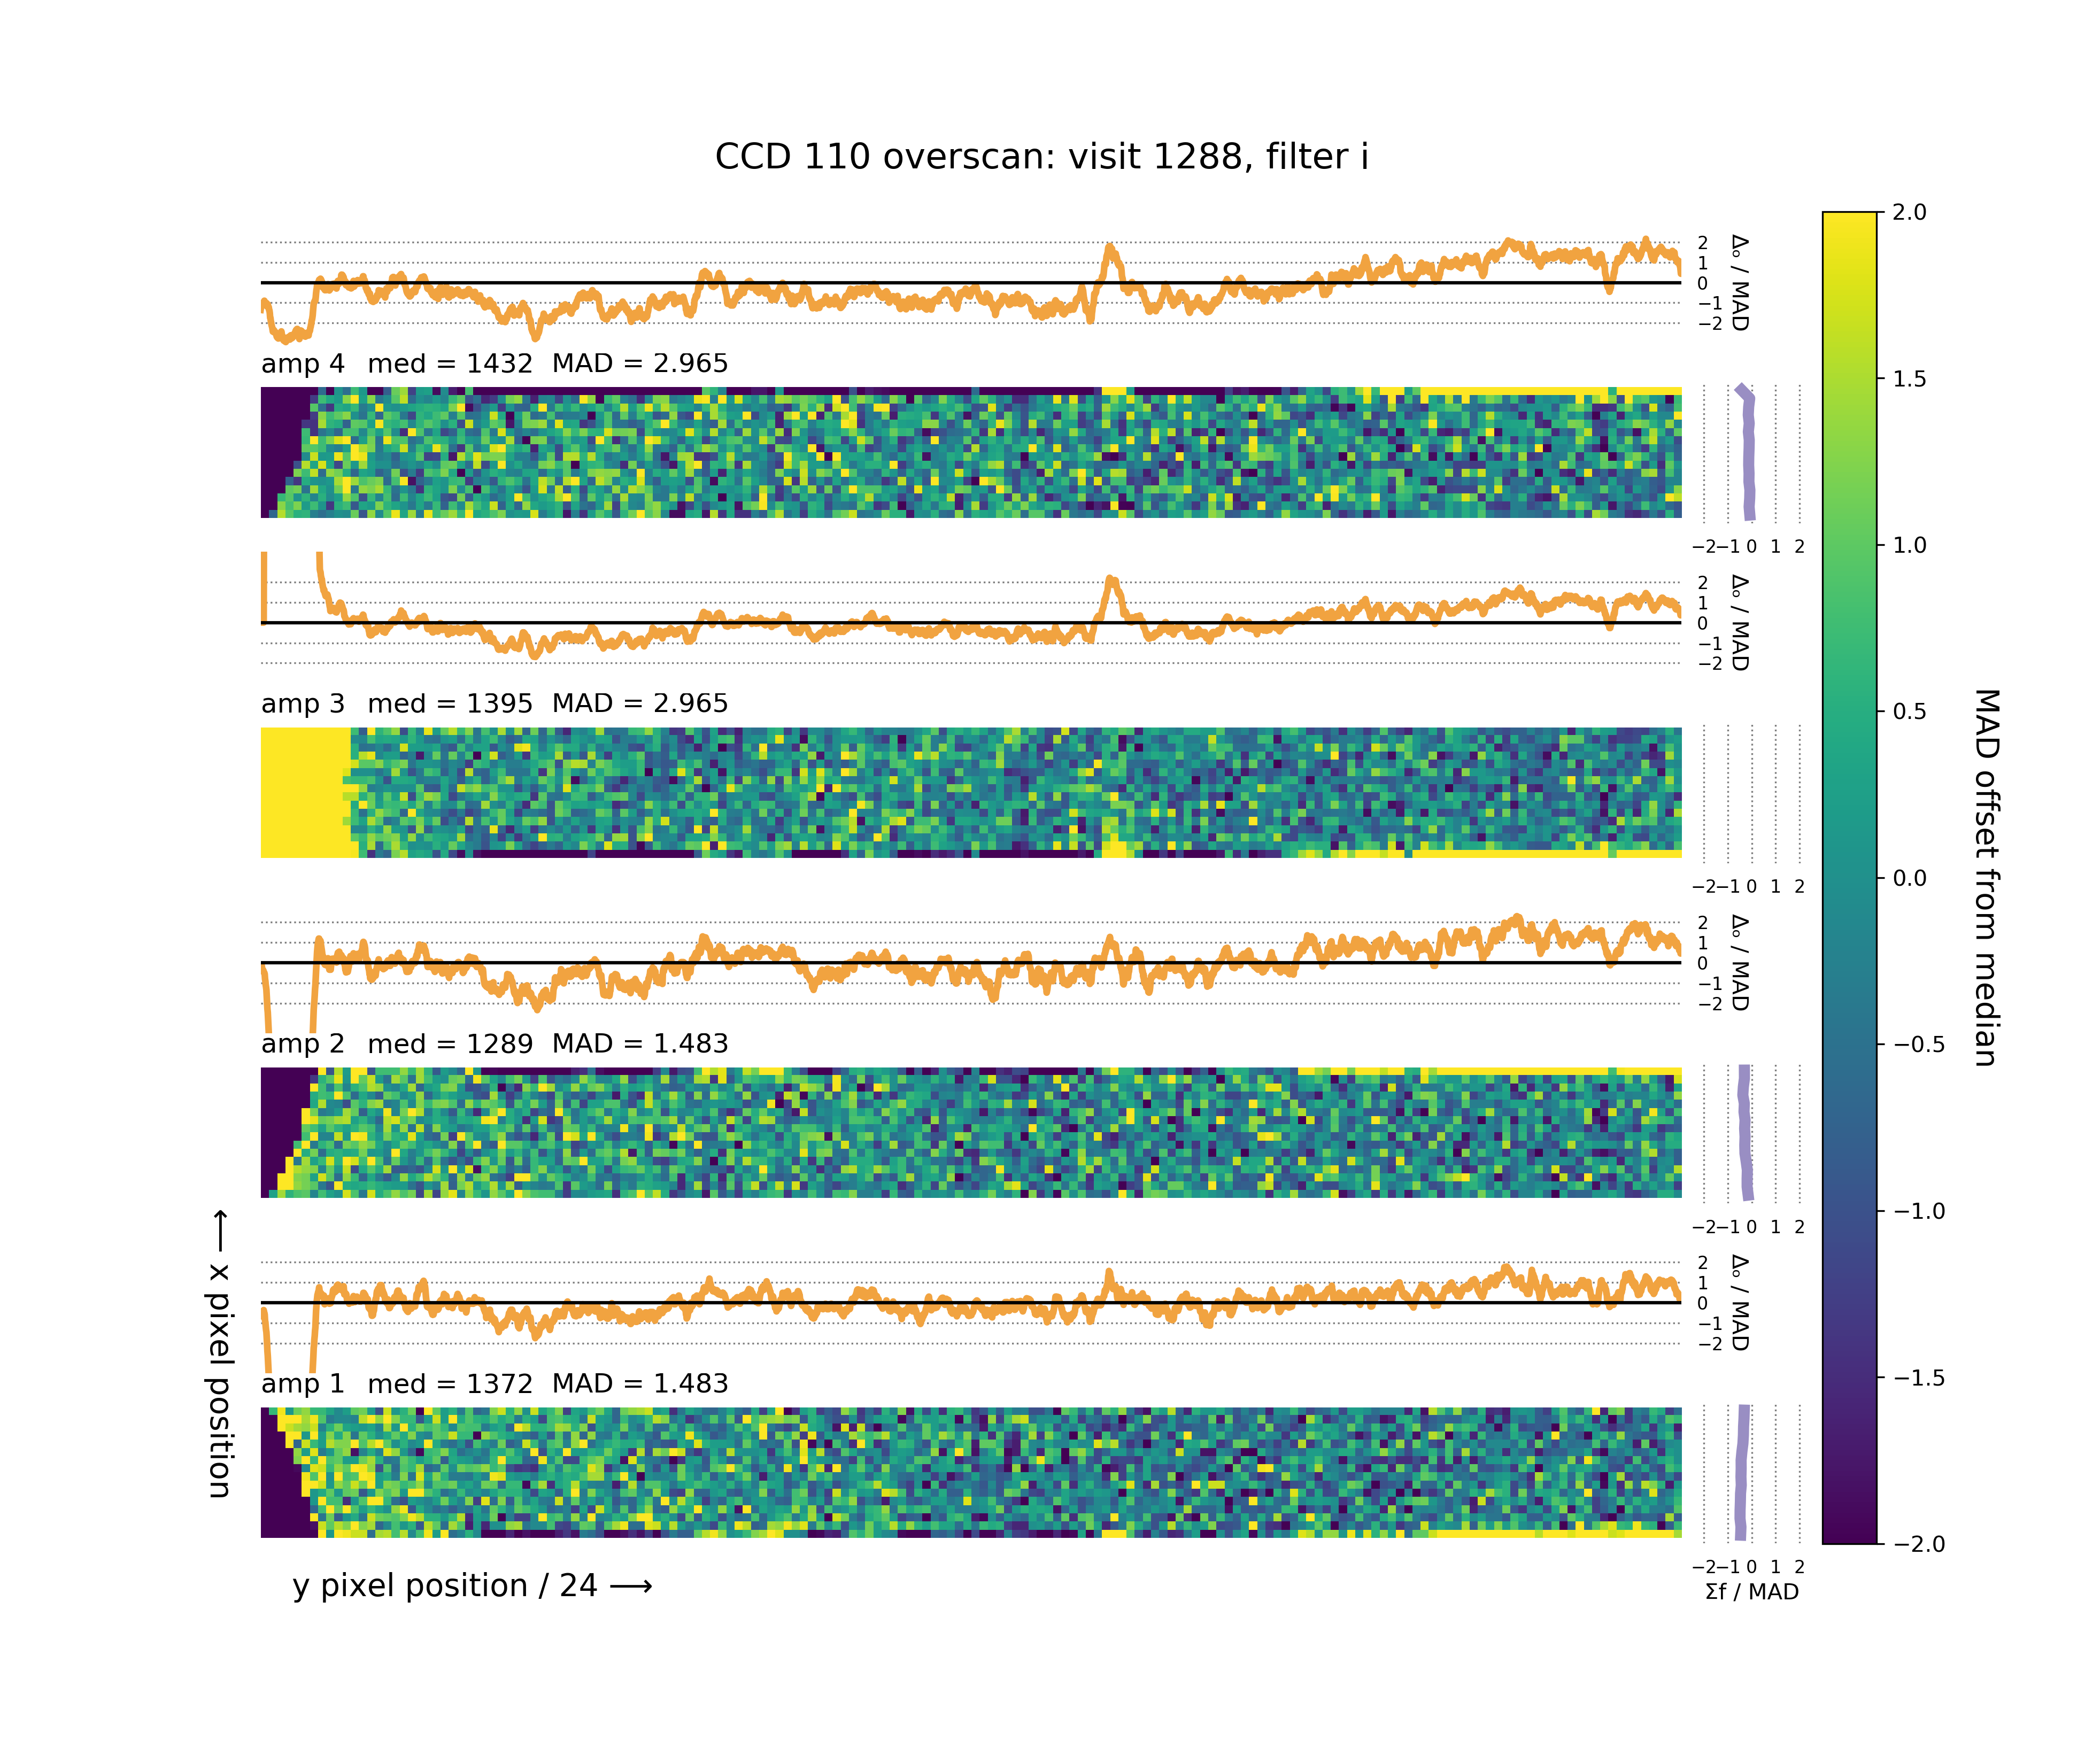 CCD 110 overscan: visit 1288, filter i
2
1
0
−1
−2
Δₒ / MAD
amp 4 med = 1432 MAD = 2.965
−2 −1 0 1 2
2
1
0
−1
−2
Δₒ / MAD
amp 3 med = 1395 MAD = 2.965
−2 −1 0 1 2
2
1
0
−1
−2
Δₒ / MAD
amp 2 med = 1289 MAD = 1.483
−2 −1 0 1 2
2
1
0
−1
−2
Δₒ / MAD
amp 1 med = 1372 MAD = 1.483
−2 −1 0 1 2
Σf / MAD
x pixel position ⟶
y pixel position / 24 ⟶
2.0
1.5
1.0
0.5
0.0
−0.5
−1.0
−1.5
−2.0
MAD offset from median